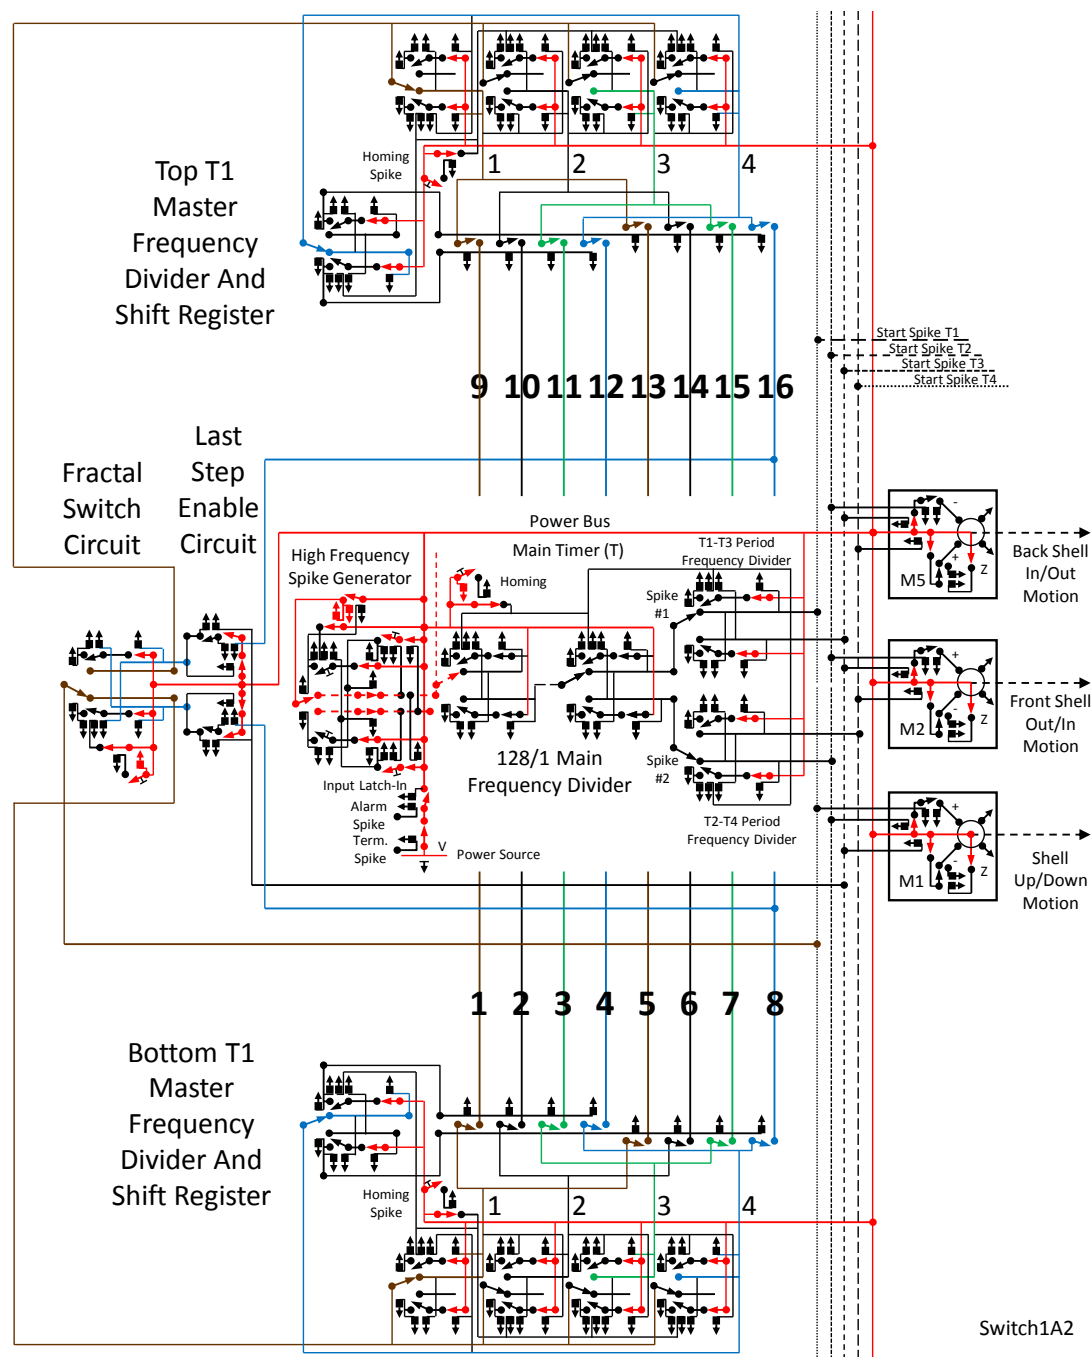 1
2
3
4
Homing
Spike
Top T1
Master
Frequency
Divider And
Shift Register
Start Spike T1
Start Spike T2
Start Spike T3
Start Spike T4
9
10
11
12
13
14
15
16
Last
Step
Enable
Circuit
Fractal
Switch
Circuit
Power Bus
High Frequency
Spike Generator
Main Timer (T)
Homing
T1-T3 Period
Frequency Divider
Spike
#1
-
+
M5
Z
Back Shell
In/Out
Motion
+
-
M2
Z
Front Shell
Out/In
Motion
Spike
#2
128/1 Main
Frequency Divider
Input Latch-In
Alarm
Spike
Term.
Spike
V
Power Source
T2-T4 Period
Frequency Divider
+
-
M1
Z
Shell
Up/Down
Motion
1
2
3
4
5
6
7
8
Bottom T1
Master
Frequency
Divider And
Shift Register
Homing
Spike
1
2
3
4
Switch1A2